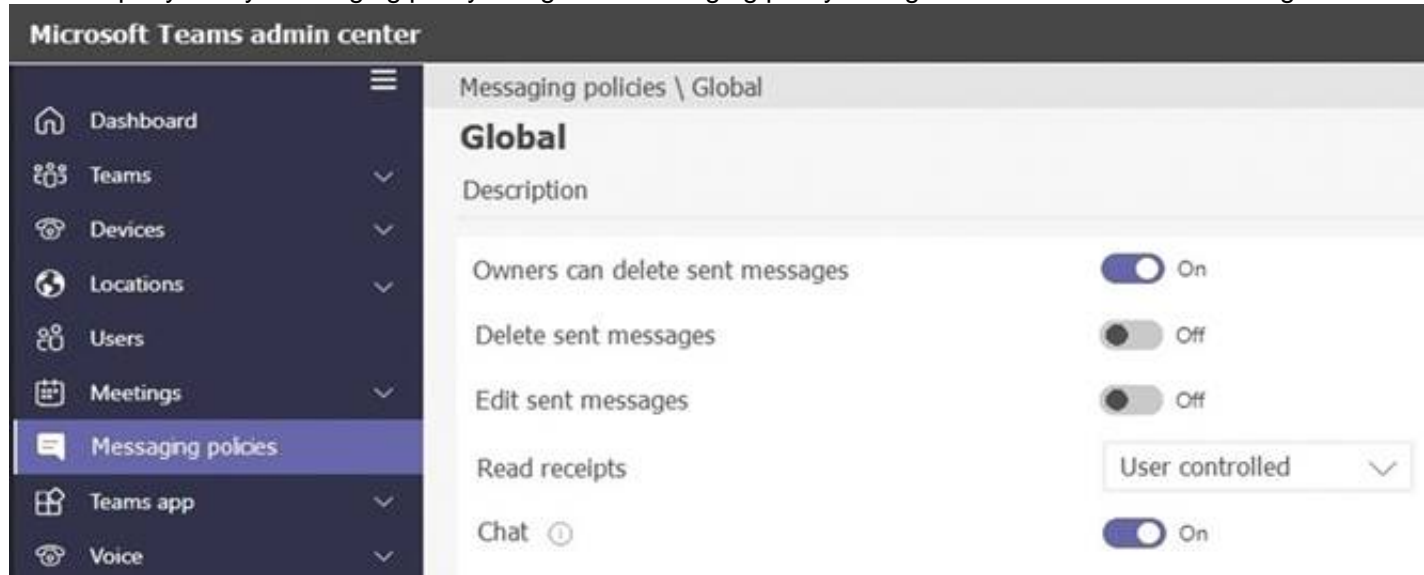 Microsoft Teams admin center
Dashboard
Teams
Devices
Locations
Users
Meetings
Messaging policies
Teams app
Voice
Messaging policies \ Global
Global
Description
Owners can delete sent messages On
Delete sent messages Off
Edit sent messages Off
Read receipts User controlled
Chat On